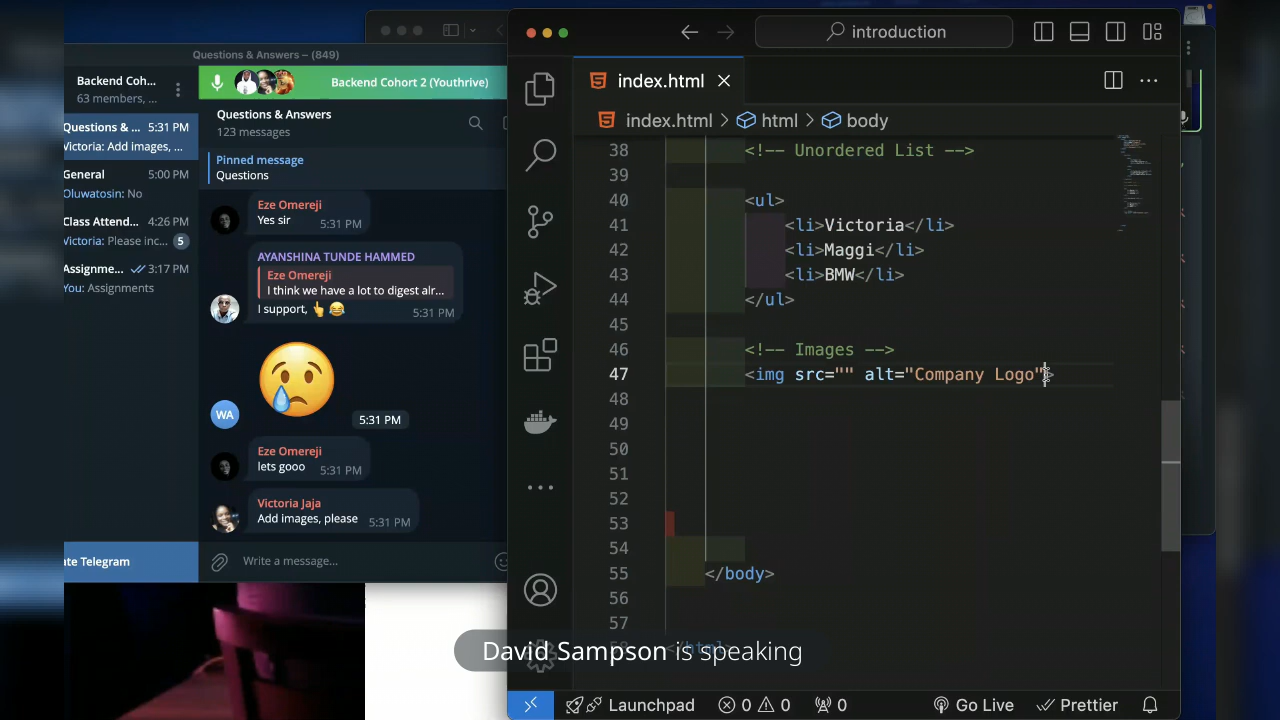 Questions & Answers – (849)
Backend Coh...
63 members, ...
Questions & ... 5:31 PM
Victoria: Add images, ...
General 5:00 PM
Oluwatosin: No
Class Attend... 4:26 PM
Victoria: Please inc... 5
Assignme... 3:17 PM
You: Assignments
ate Telegram
Backend Cohort 2 (Youthrive)
Questions & Answers
123 messages
Pinned message
Questions
Eze Omereji
Yes sir 5:31 PM
AYANSHINA TUNDE HAMMED
Eze Omereji
I think we have a lot to digest alr...
I support, 👆😂 5:31 PM
WA
5:31 PM
Eze Omereji
lets gooo 5:31 PM
Victoria Jaja
Add images, please 5:31 PM
Write a message...
introduction
index.html
index.html > html > body
38 <!-- Unordered List -->
39
40 <ul>
41 <li>Victoria</li>
42 <li>Maggi</li>
43 <li>BMW</li>
44 </ul>
45
46 <!-- Images -->
47 <img src="" alt="Company Logo">
48
49
50
51
52
53
54
55 </body>
56
57
58 </html>
David Sampson is speaking
Launchpad 0 0 0 Go Live Prettier